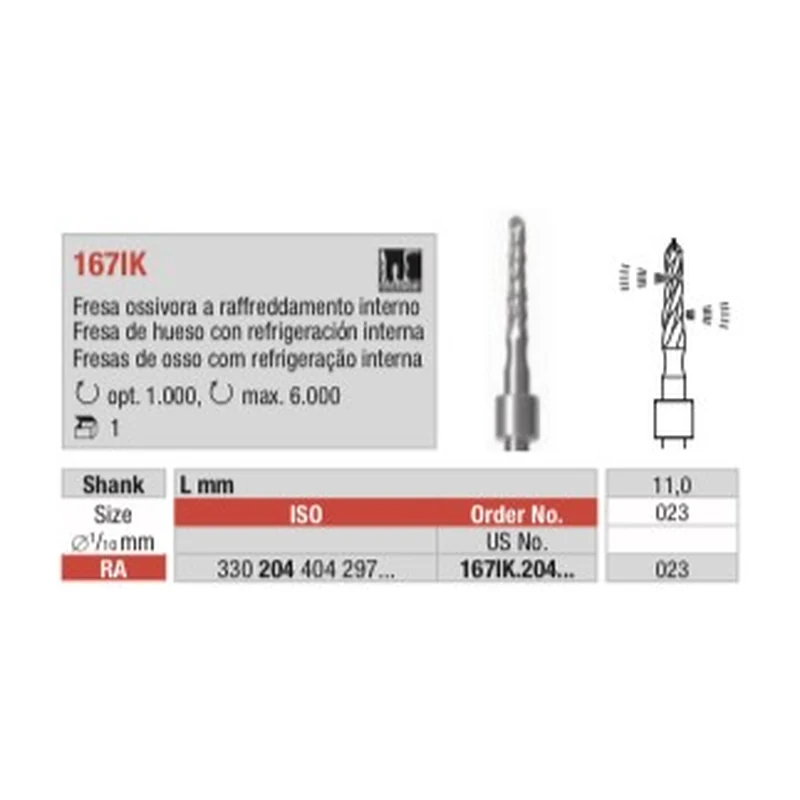 167IK
Fresa ossivora a raffreddamento interno
Fresa de hueso con refrigeración interna
Fresas de osso com refrigeração interna
opt. 1.000, max. 6.000
1
Shank L mm 11,0
Size ISO Order No. 023
∅ 1/10 mm US No.
RA 330 204 404 297... 167IK.204... 023